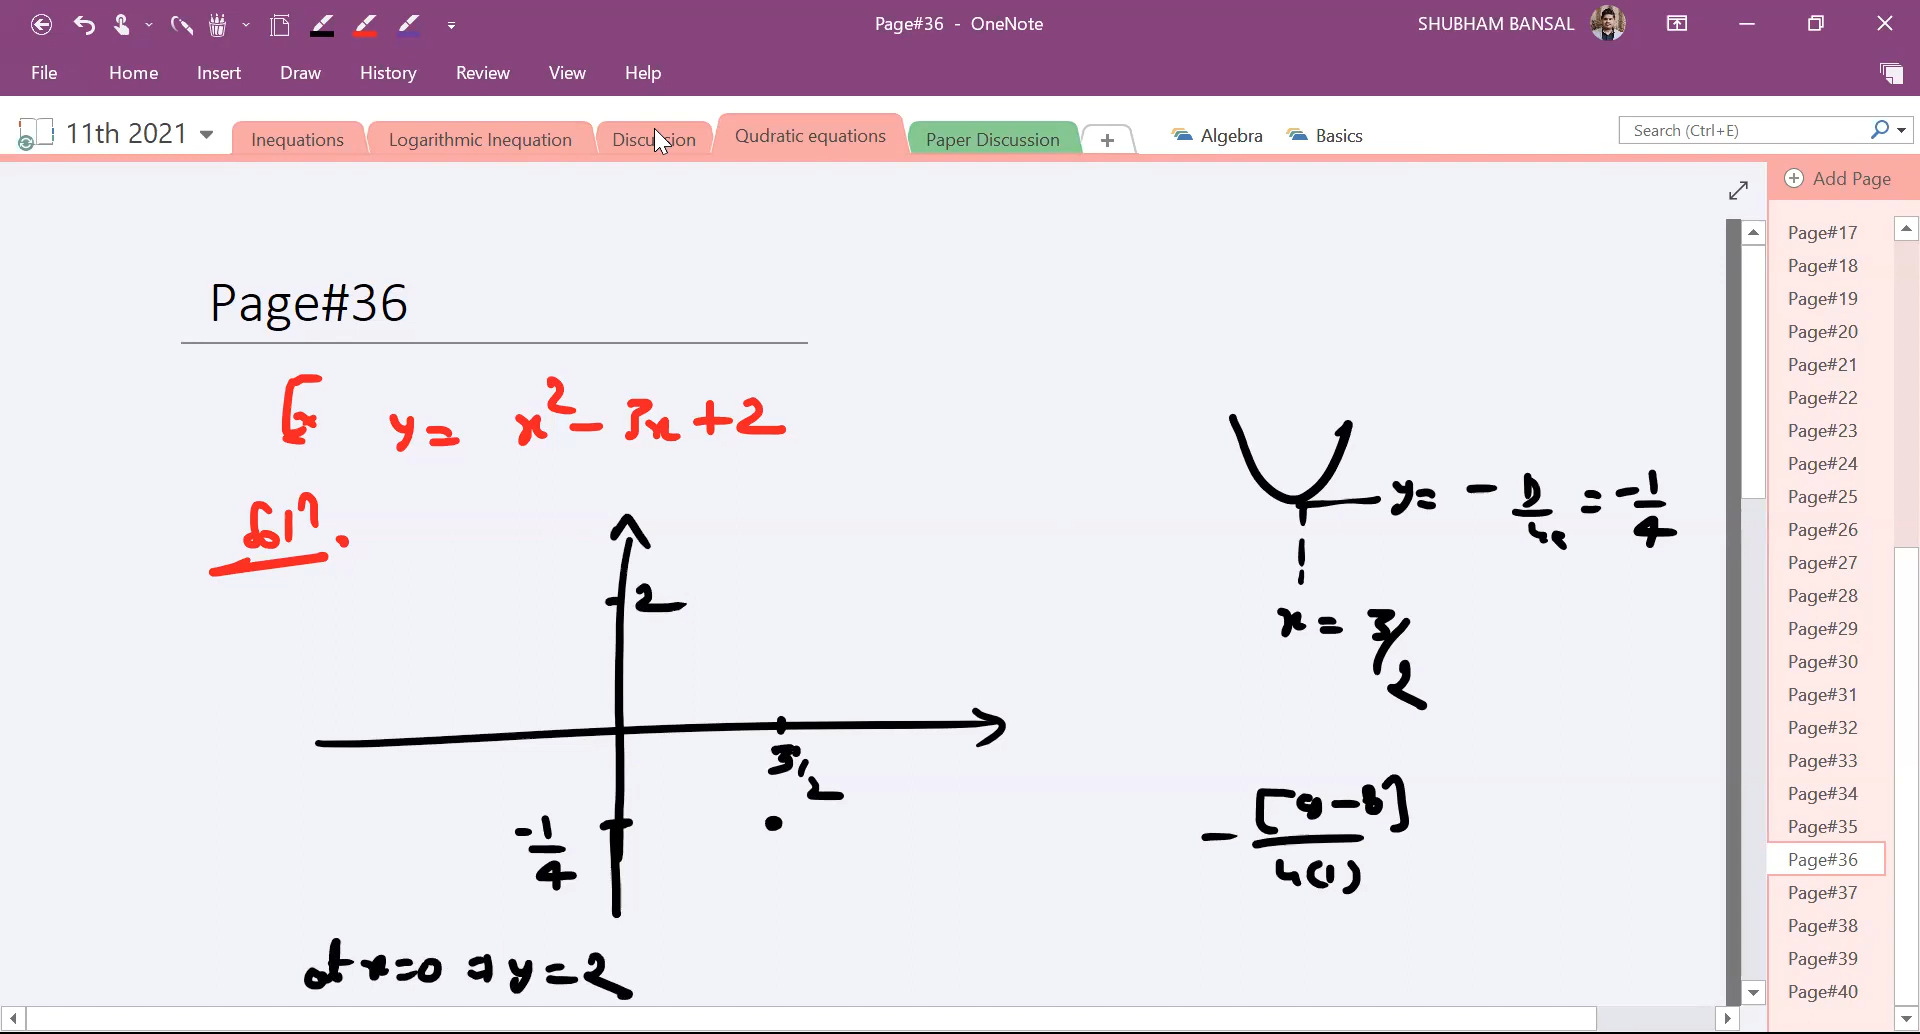 Page#36 - OneNote
SHUBHAM BANSAL
File Home Insert Draw History Review View Help
11th 2021
Inequations Logarithmic Inequation Discussion Qudratic equations Paper Discussion +
Algebra Basics
Search (Ctrl+E)
Add Page
Page#36
Ex y = x² - 3x + 2
Sol⁷.
2
3/2
-1/4
at x=0 ⇒ y=2
y = - D/4a = -1/4
x = 3/2
- [9-8]/4(1)
Page#17
Page#18
Page#19
Page#20
Page#21
Page#22
Page#23
Page#24
Page#25
Page#26
Page#27
Page#28
Page#29
Page#30
Page#31
Page#32
Page#33
Page#34
Page#35
Page#36
Page#37
Page#38
Page#39
Page#40